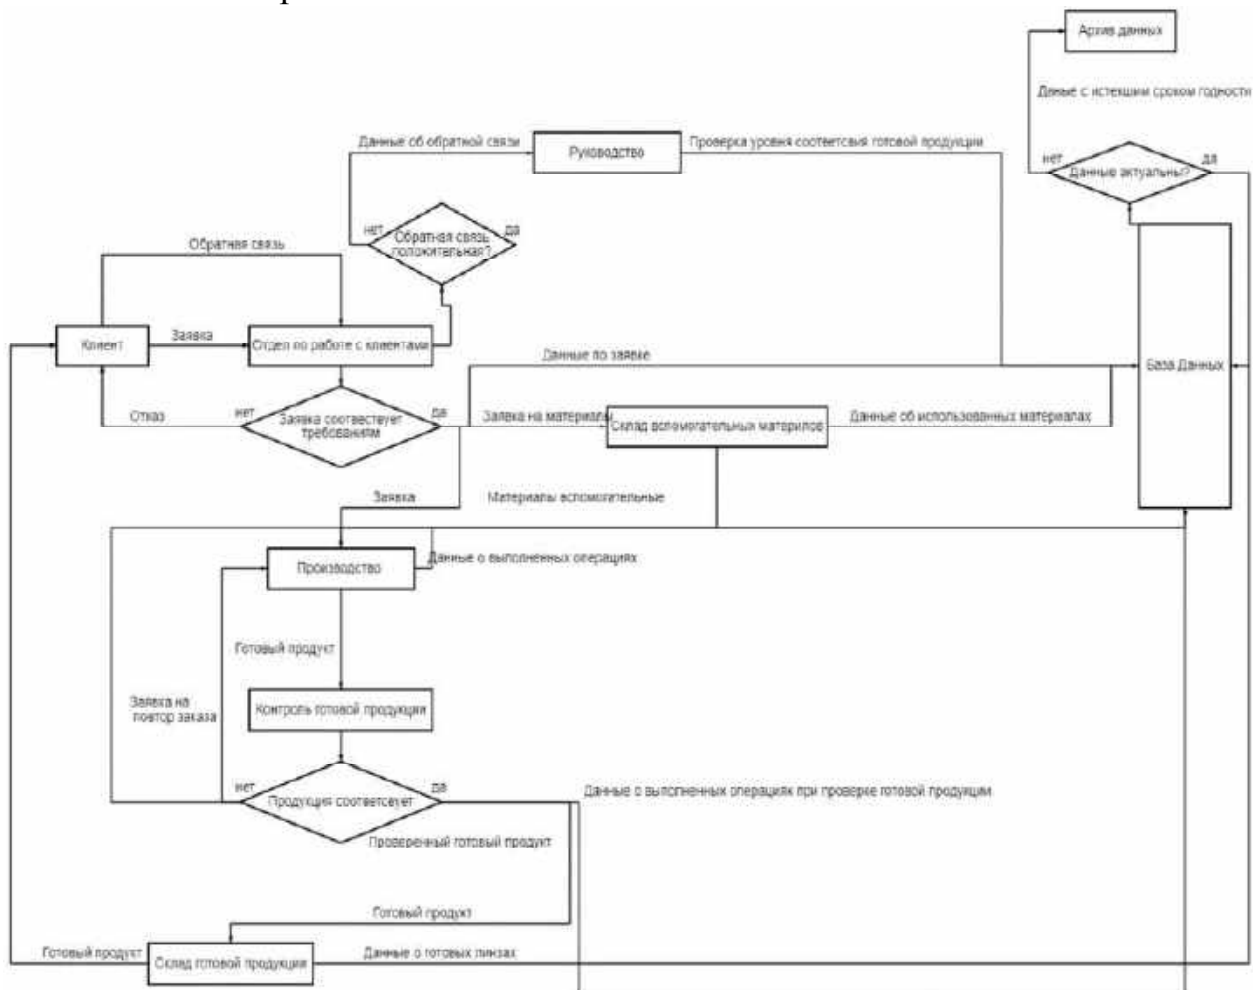 Архив данных
Даные с истекшим сроком годности
Данные об обратной связи
Руководство
Проверка уровня соответсвия готовой продукции
нет
Данные актуальны?
да
нет
Обратная связь
положительная?
да
Обратная связь
Клиент
Заявка
Отдел по работе с клиентами
Данные по заявке
База Данных
Отказ
нет
Заявка соотвествует
требованиям
да
Заявка на материалы
Склад вспомогательных материлов
Данные об использованных материалах
Заявка
Материалы вспомогательные
Производство
Данные о выполненных операциях
Готовый продукт
Заявка на
повтор заказа
Контроль готовой продукции
нет
Продукция соответсвует
да
Данные о выполненных операциях при проверке готовой продукции
Проверенный готовый продукт
Готовый продукт
Готовый продукт
Склад готовой продукции
Данные о готовых линзах